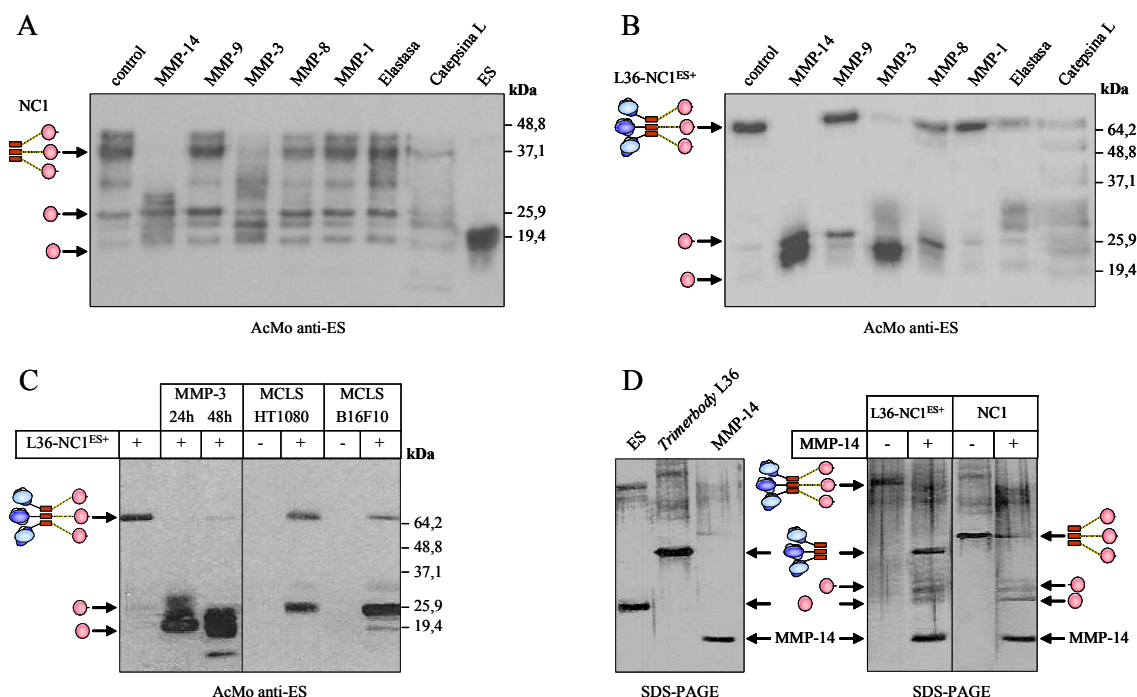 A
control
MMP-14
MMP-9
MMP-3
MMP-8
MMP-1
Elastasa
Catepsina L
ES
NC1
kDa
48,8
37,1
25,9
19,4
AcMo anti-ES
B
control
MMP-14
MMP-9
MMP-3
MMP-8
MMP-1
Elastasa
Catepsina L
L36-NC1ES+
kDa
64,2
48,8
37,1
25,9
19,4
AcMo anti-ES
C
MMP-3 MCLS MCLS
24h 48h HT1080 B16F10
L36-NC1ES+ + + + - + - +
kDa
64,2
48,8
37,1
25,9
19,4
AcMo anti-ES
D
ES
Trimerbody L36
MMP-14
L36-NC1ES+ NC1
MMP-14 - + - +
MMP-14
MMP-14
SDS-PAGE
SDS-PAGE